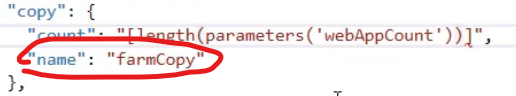 "copy": {
"count": "[length(parameters('webAppCount'))]",
"name": "farmCopy"
},